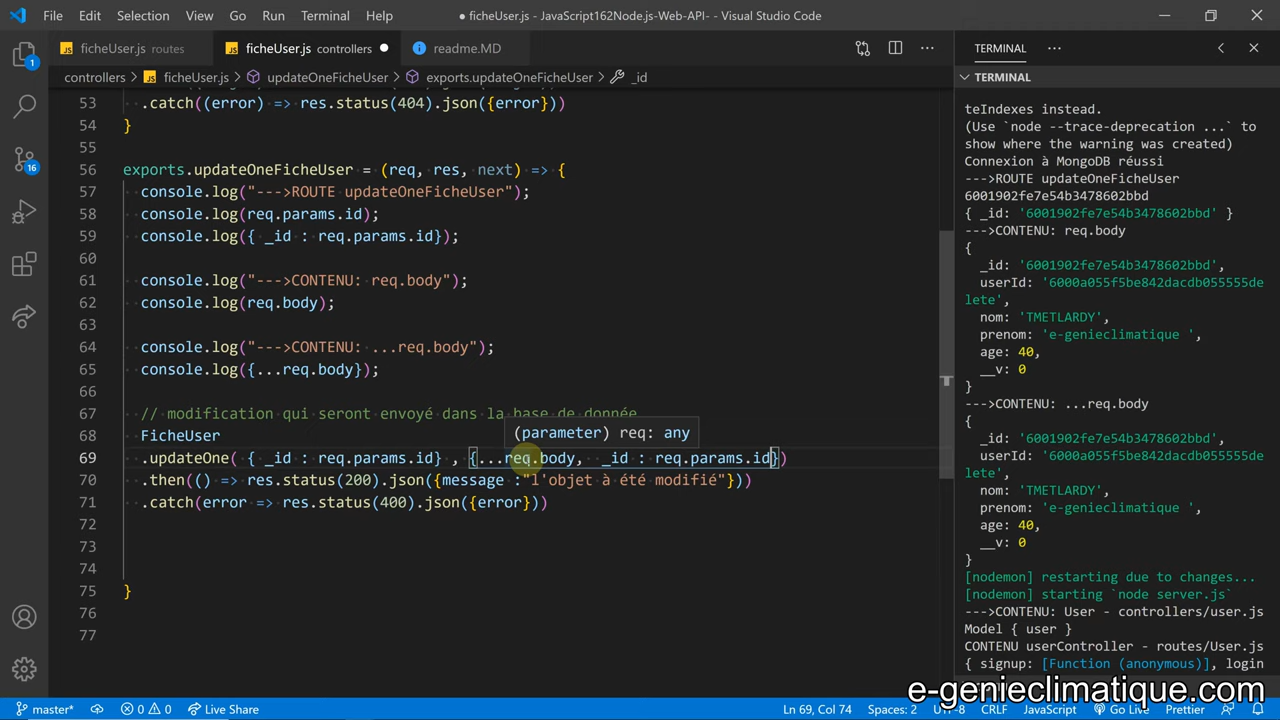 File Edit Selection View Go Run Terminal Help
● ficheUser.js - JavaScript162Node.js-Web-API- - Visual Studio Code
ficheUser.js routes
ficheUser.js controllers ●
readme.MD
TERMINAL
controllers > ficheUser.js > updateOneFicheUser > exports.updateOneFicheUser > _id
TERMINAL
53 .catch((error) => res.status(404).json({error}))
54 }
55
56 exports.updateOneFicheUser = (req, res, next) => {
57 console.log("--->ROUTE updateOneFicheUser");
58 console.log(req.params.id);
59 console.log({ _id : req.params.id});
60
61 console.log("--->CONTENU: req.body");
62 console.log(req.body);
63
64 console.log("--->CONTENU: ...req.body");
65 console.log({...req.body});
66
67 // modification qui seront envoyé dans la base de donnée
68 FicheUser
(parameter) req: any
69 .updateOne( { _id : req.params.id} , {...req.body, _id : req.params.id})
70 .then(() => res.status(200).json({message :"l'objet à été modifié"}))
71 .catch(error => res.status(400).json({error}))
72
73
74
75 }
76
77
teIndexes instead.
(Use `node --trace-deprecation ...` to
show where the warning was created)
Connexion à MongoDB réussi
--->ROUTE updateOneFicheUser
6001902fe7e54b3478602bbd
{ _id: '6001902fe7e54b3478602bbd' }
--->CONTENU: req.body
{
_id: '6001902fe7e54b3478602bbd',
userId: '6000a055f5be842dacdb055555de
lete',
nom: 'TMETLARDY',
prenom: 'e-genieclimatique ',
age: 40,
__v: 0
}
--->CONTENU: ...req.body
{
_id: '6001902fe7e54b3478602bbd',
userId: '6000a055f5be842dacdb055555de
lete',
nom: 'TMETLARDY',
prenom: 'e-genieclimatique ',
age: 40,
__v: 0
}
[nodemon] restarting due to changes...
[nodemon] starting `node server.js`
--->CONTENU: User - controllers/user.js
Model { user }
CONTENU userController - routes/User.js
{ signup: [Function (anonymous)], login
1
16
e-genieclimatique.com
master* 0 0 Live Share
Ln 69, Col 74 Spaces: 2 UTF-8 CRLF JavaScript Go Live Prettier